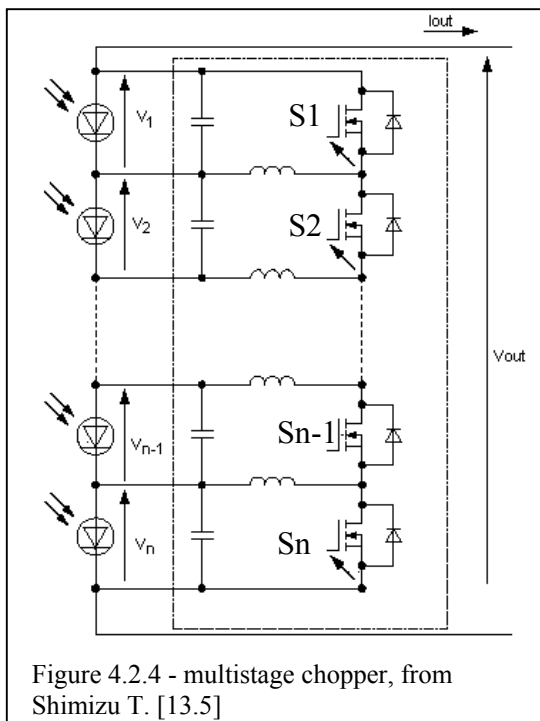 Iout
V1
S1
V2
S2
Vout
Vn-1
Sn-1
Vn
Sn
Figure 4.2.4 - multistage chopper, from
Shimizu T. [13.5]